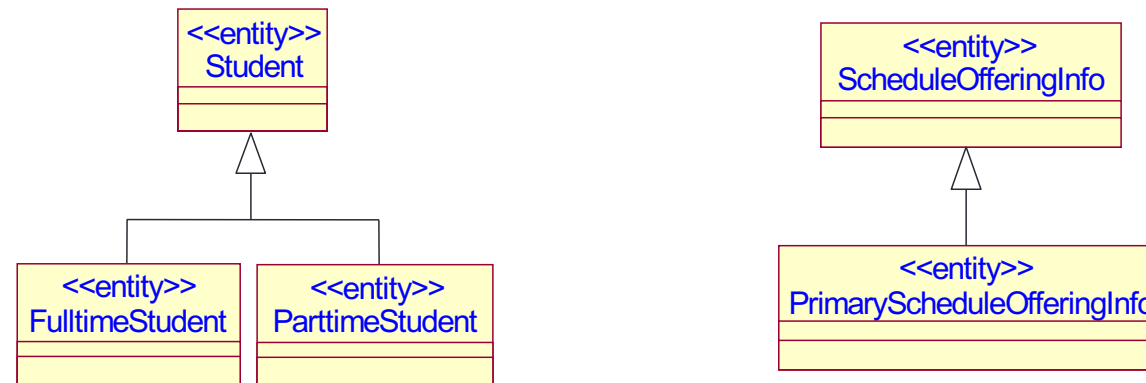 <<entity>>
Student
<<entity>>
ScheduleOfferingInfo
<<entity>>
FulltimeStudent
<<entity>>
ParttimeStudent
<<entity>>
PrimaryScheduleOfferingInfo